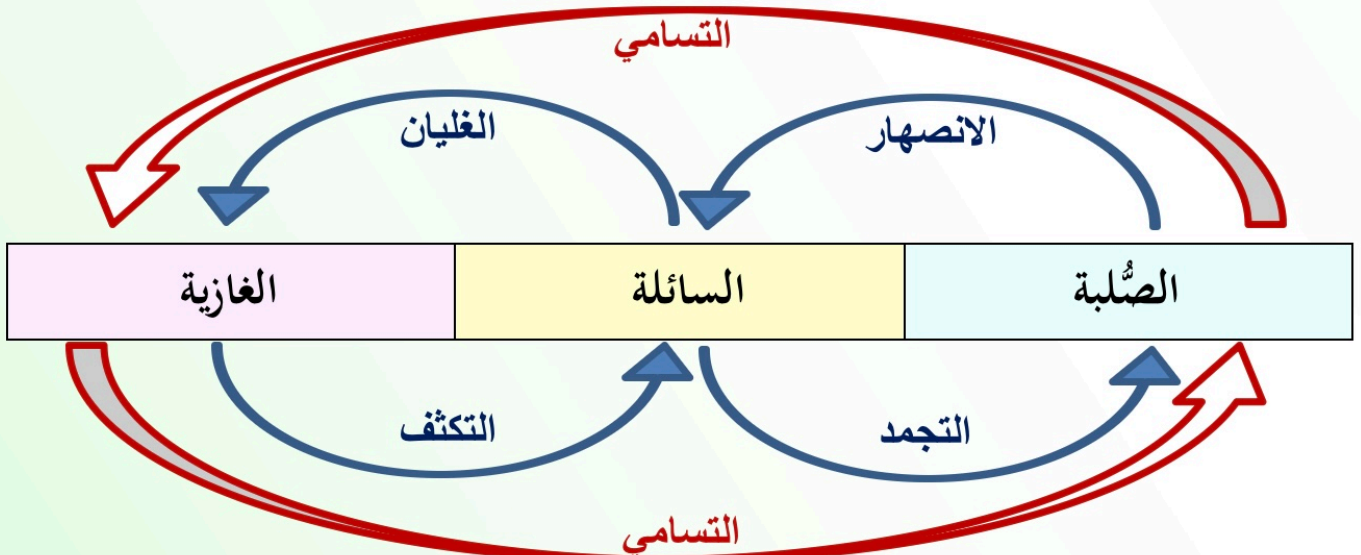 التسامي
الانصهار
الغليان
الصُّلبة
السائلة
الغازية
التجمد
التكثف
التسامي